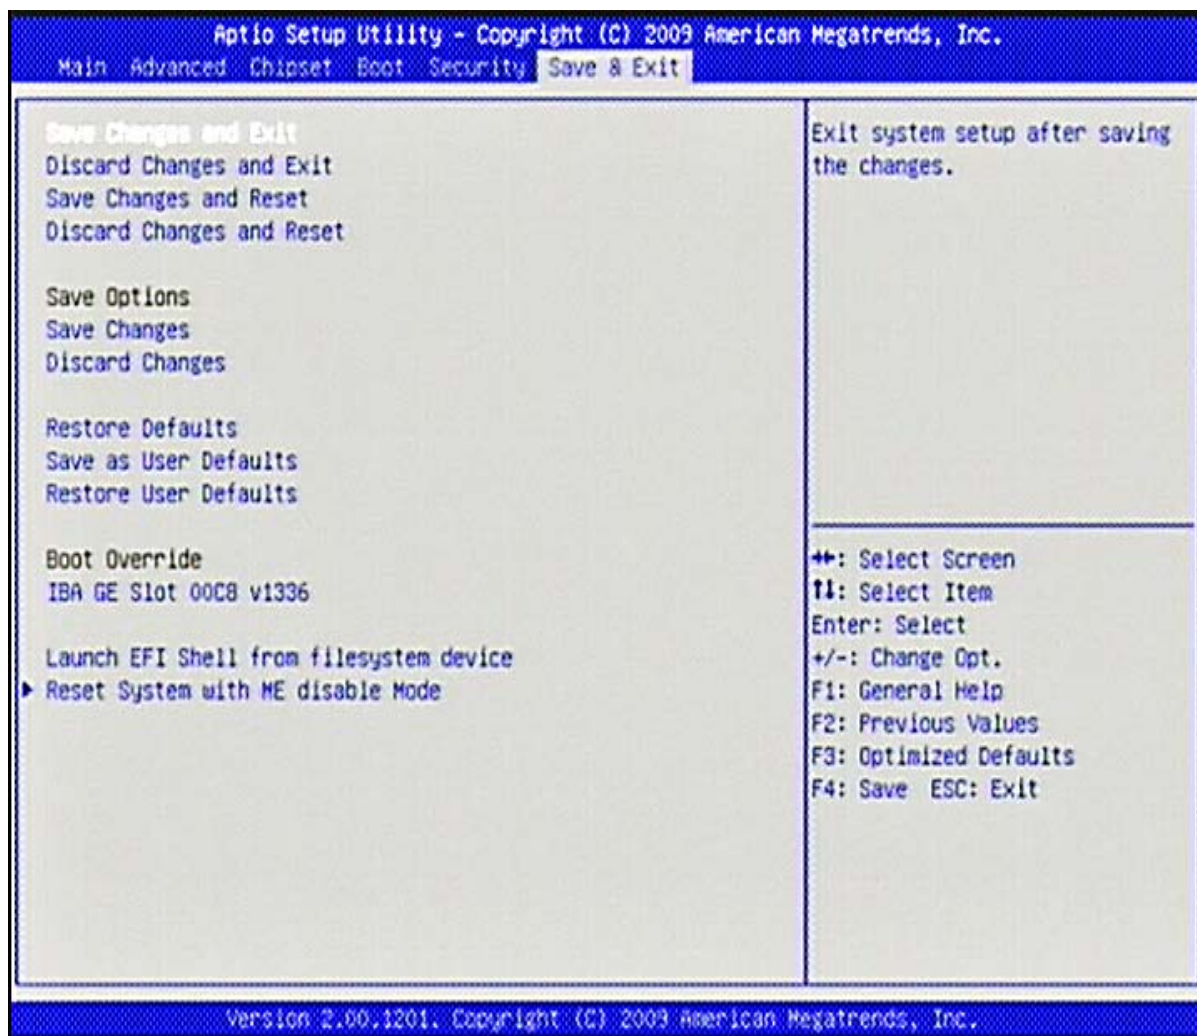 Aptio Setup Utility - Copyright (C) 2009 American Megatrends, Inc.
Main Advanced Chipset Boot Security Save & Exit
Save Changes and Exit
Discard Changes and Exit
Save Changes and Reset
Discard Changes and Reset
Save Options
Save Changes
Discard Changes
Restore Defaults
Save as User Defaults
Restore User Defaults
Boot Override
IBA GE Slot 00C8 v1336
Launch EFI Shell from filesystem device
Reset System with ME disable Mode
Exit system setup after saving
the changes.
→←: Select Screen
↑↓: Select Item
Enter: Select
+/-: Change Opt.
F1: General Help
F2: Previous Values
F3: Optimized Defaults
F4: Save ESC: Exit
Version 2.00.1201. Copyright (C) 2009 American Megatrends, Inc.